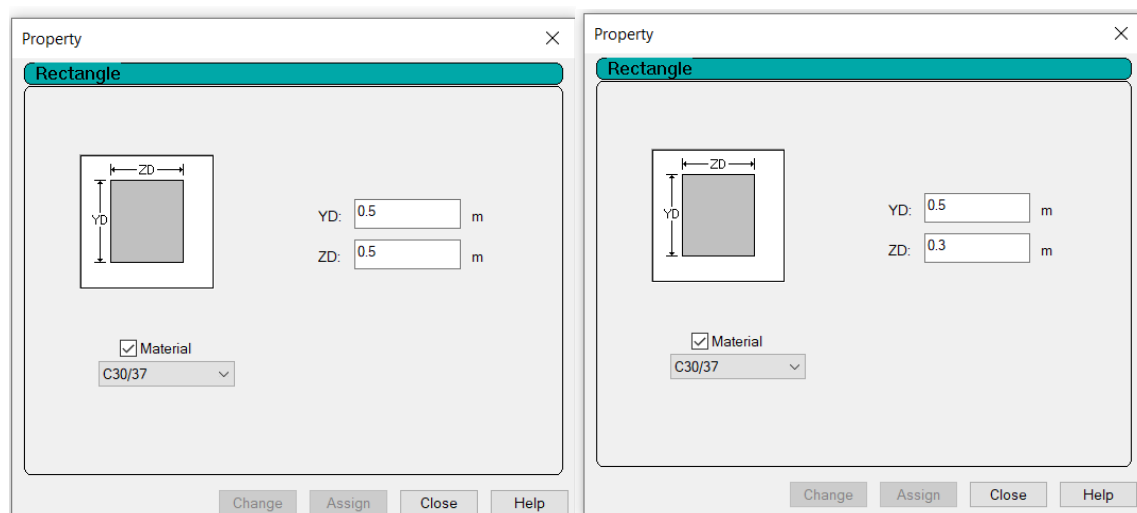 Property
Rectangle
ZD
YD
YD: 0.5 m
ZD: 0.5 m
Material
C30/37
Change Assign Close Help
Property
Rectangle
ZD
YD
YD: 0.5 m
ZD: 0.3 m
Material
C30/37
Change Assign Close Help